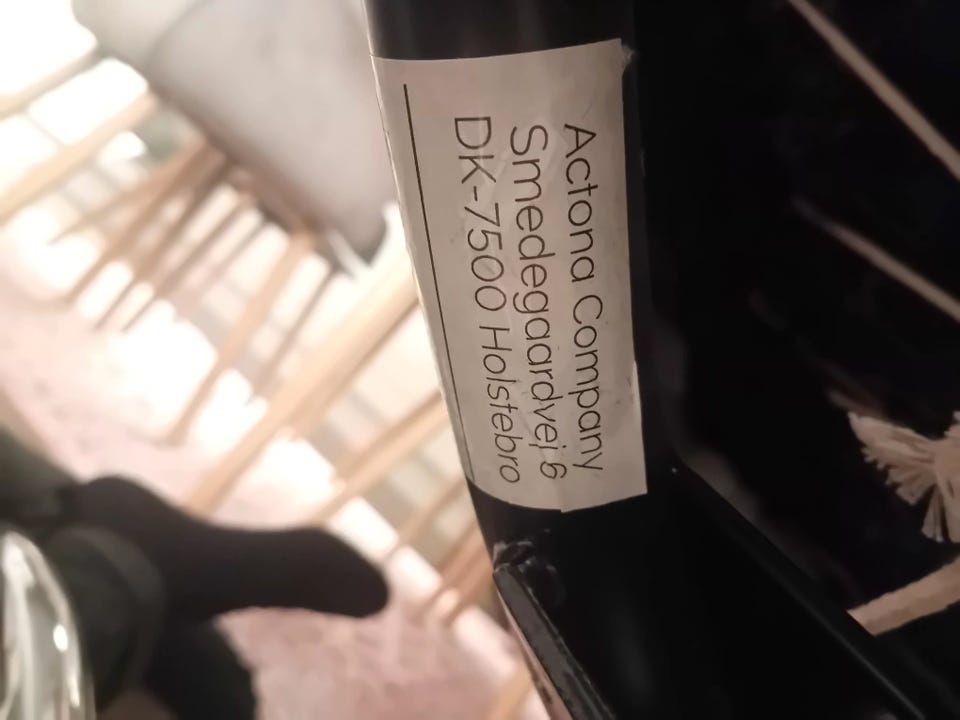 Actona Company
Smedegaardvej 6
DK-7500 Holstebro